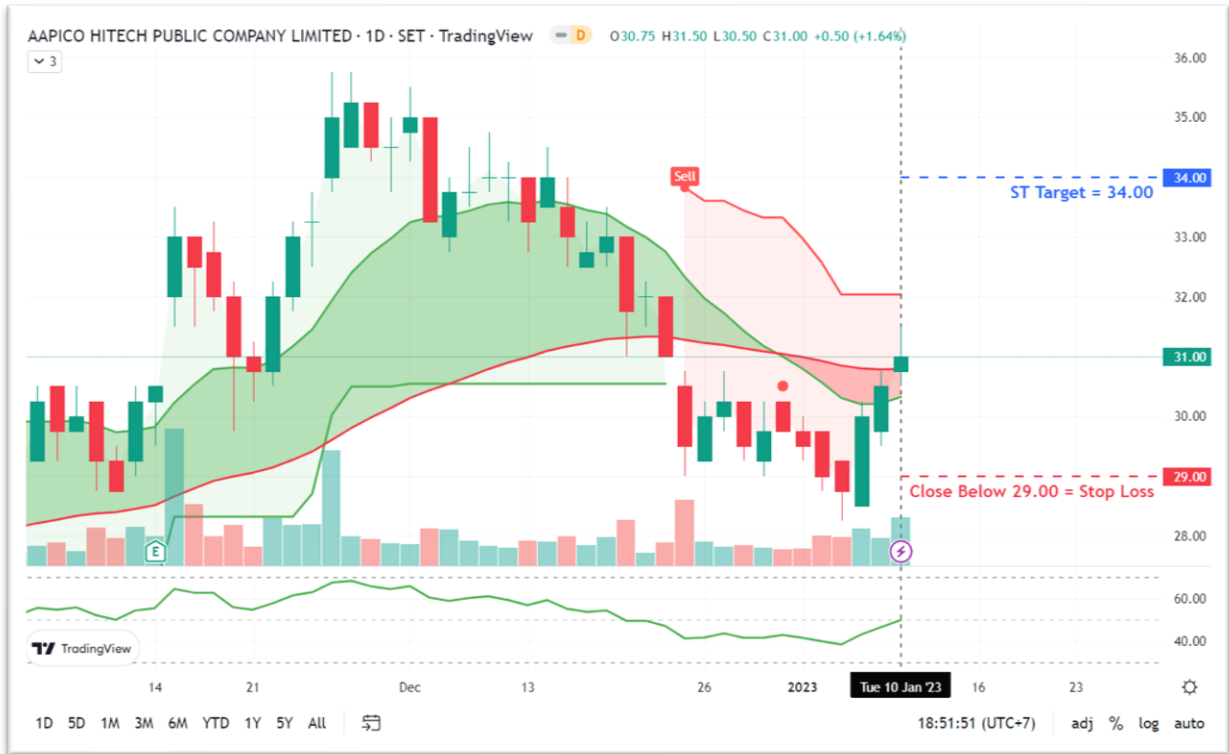 AAPICO HITECH PUBLIC COMPANY LIMITED · 1D · SET · TradingView D O30.75 H31.50 L30.50 C31.00 +0.50 (+1.64%)
3
36.00
35.00
Sell
34.00
ST Target = 34.00
33.00
32.00
31.00
30.00
29.00
Close Below 29.00 = Stop Loss
28.00
E
60.00
40.00
TradingView
14 21 Dec 13 26 2023 Tue 10 Jan '23 16 23
1D 5D 1M 3M 6M YTD 1Y 5Y All 18:51:51 (UTC+7) adj % log auto